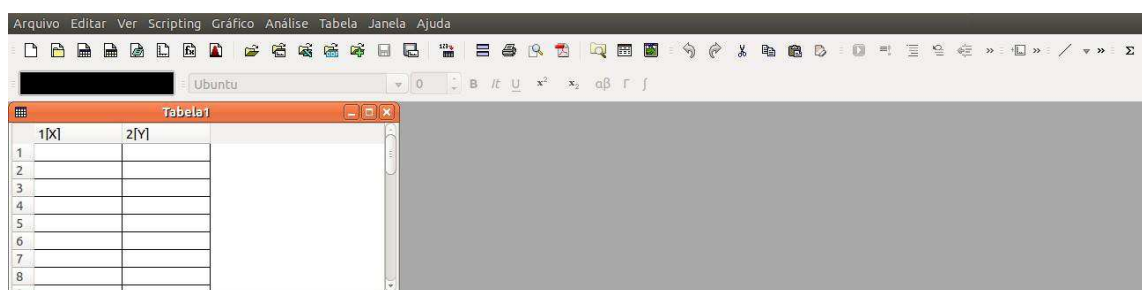 Arquivo Editar Ver Scripting Gráfico Análise Tabela Janela Ajuda
Ubuntu 0 B It U x² x₂ αβ Γ ∫
Tabela1
1[X] 2[Y]
1
2
3
4
5
6
7
8